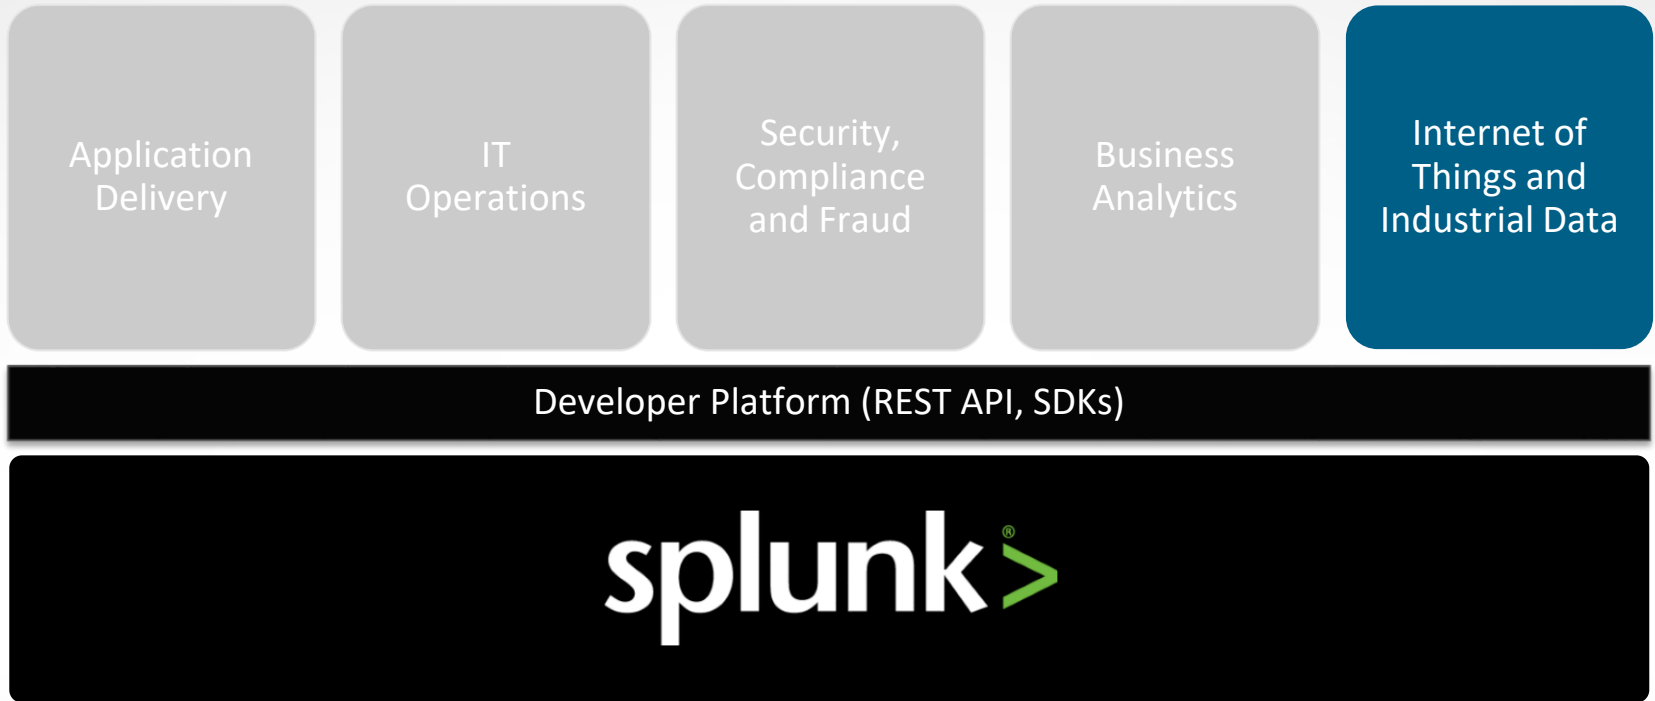 Application
Delivery
IT
Operations
Security,
Compliance
and Fraud
Business
Analytics
Internet of
Things and
Industrial Data
Developer Platform (REST API, SDKs)
splunk>®